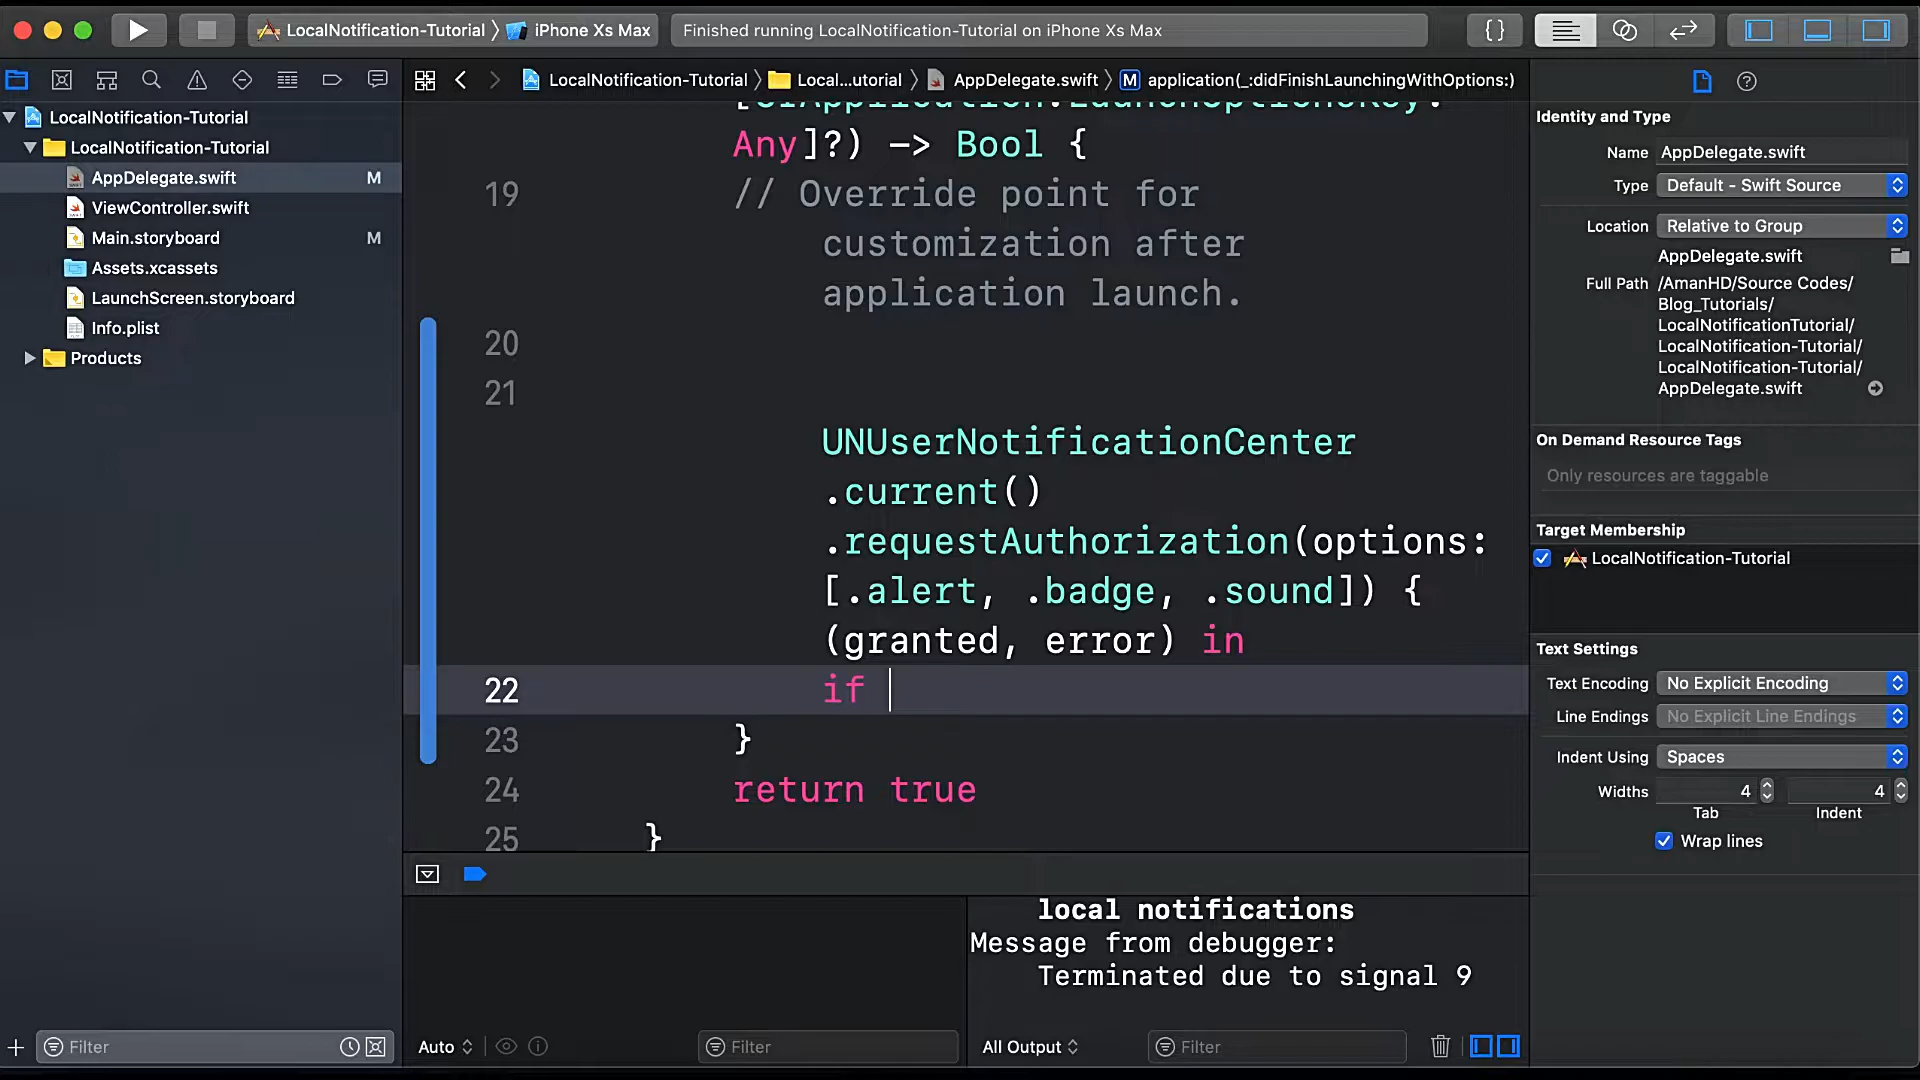 LocalNotification-Tutorial 〉 iPhone Xs Max
Finished running LocalNotification-Tutorial on iPhone Xs Max
{}
LocalNotification-Tutorial 〉 Local...utorial 〉 AppDelegate.swift 〉 M application(_:didFinishLaunchingWithOptions:)
LocalNotification-Tutorial
LocalNotification-Tutorial
AppDelegate.swift M
ViewController.swift
Main.storyboard M
Assets.xcassets
LaunchScreen.storyboard
Info.plist
Products
Filter
Any]?) -> Bool {
19 // Override point for
customization after
application launch.
20
21
UNUserNotificationCenter
.current()
.requestAuthorization(options:
[.alert, .badge, .sound]) {
(granted, error) in
22 if
23 }
24 return true
25 }
Auto
Filter
local notifications
Message from debugger:
Terminated due to signal 9
All Output
Filter
Identity and Type
Name AppDelegate.swift
Type Default - Swift Source
Location Relative to Group
AppDelegate.swift
Full Path /AmanHD/Source Codes/
Blog_Tutorials/
LocalNotificationTutorial/
LocalNotification-Tutorial/
LocalNotification-Tutorial/
AppDelegate.swift
On Demand Resource Tags
Only resources are taggable
Target Membership
LocalNotification-Tutorial
Text Settings
Text Encoding No Explicit Encoding
Line Endings No Explicit Line Endings
Indent Using Spaces
Widths 4 4
Tab Indent
Wrap lines